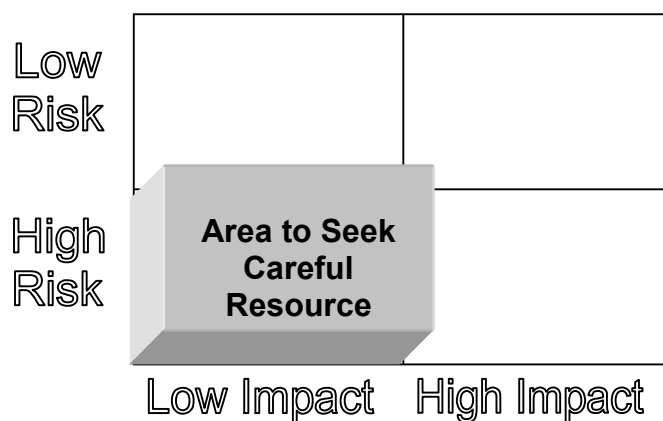 Low
Risk
Area to Seek
Careful
Resource
High
Risk
Low Impact
High Impact